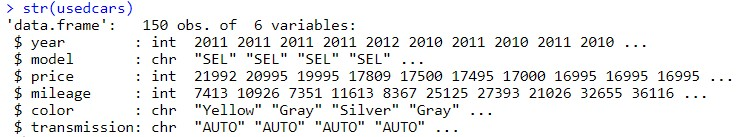 > str(usedcars)
'data.frame':   150 obs. of  6 variables:
 $ year        : int  2011 2011 2011 2011 2012 2010 2011 2010 2011 2010 ...
 $ model       : chr  "SEL" "SEL" "SEL" "SEL" ...
 $ price       : int  21992 20995 19995 17809 17500 17495 17000 16995 16995 16995 ...
 $ mileage     : int  7413 10926 7351 11613 8367 25125 27393 21026 32655 36116 ...
 $ color       : chr  "Yellow" "Gray" "Silver" "Gray" ...
 $ transmission: chr  "AUTO" "AUTO" "AUTO" "AUTO" ...